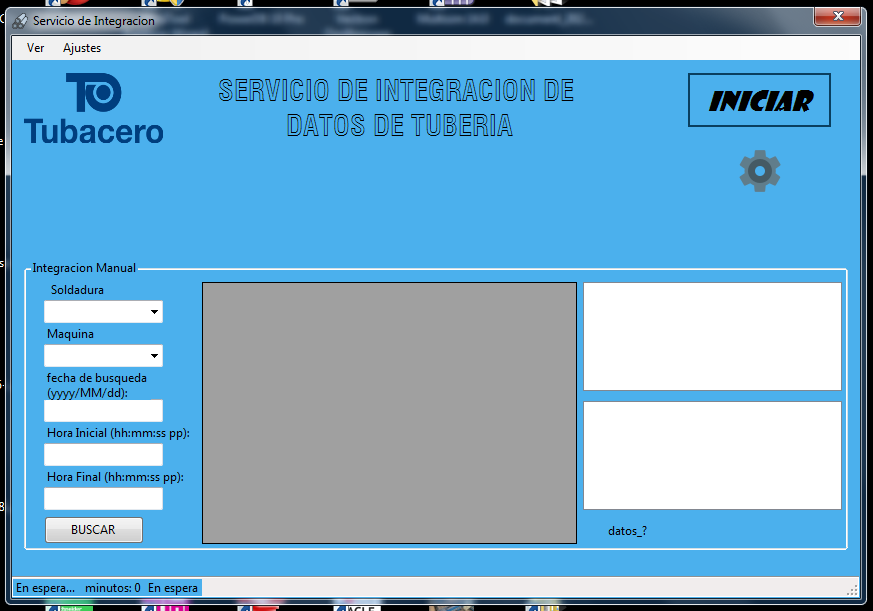 Servicio de Integracion
Ver Ajustes
Tubacero
SERVICIO DE INTEGRACION DE
DATOS DE TUBERIA
INICIAR
Integracion Manual
Soldadura
Maquina
fecha de busqueda
(yyyy/MM/dd):
Hora Inicial (hh:mm:ss pp):
Hora Final (hh:mm:ss pp):
BUSCAR
datos_?
En espera... minutos: 0 En espera